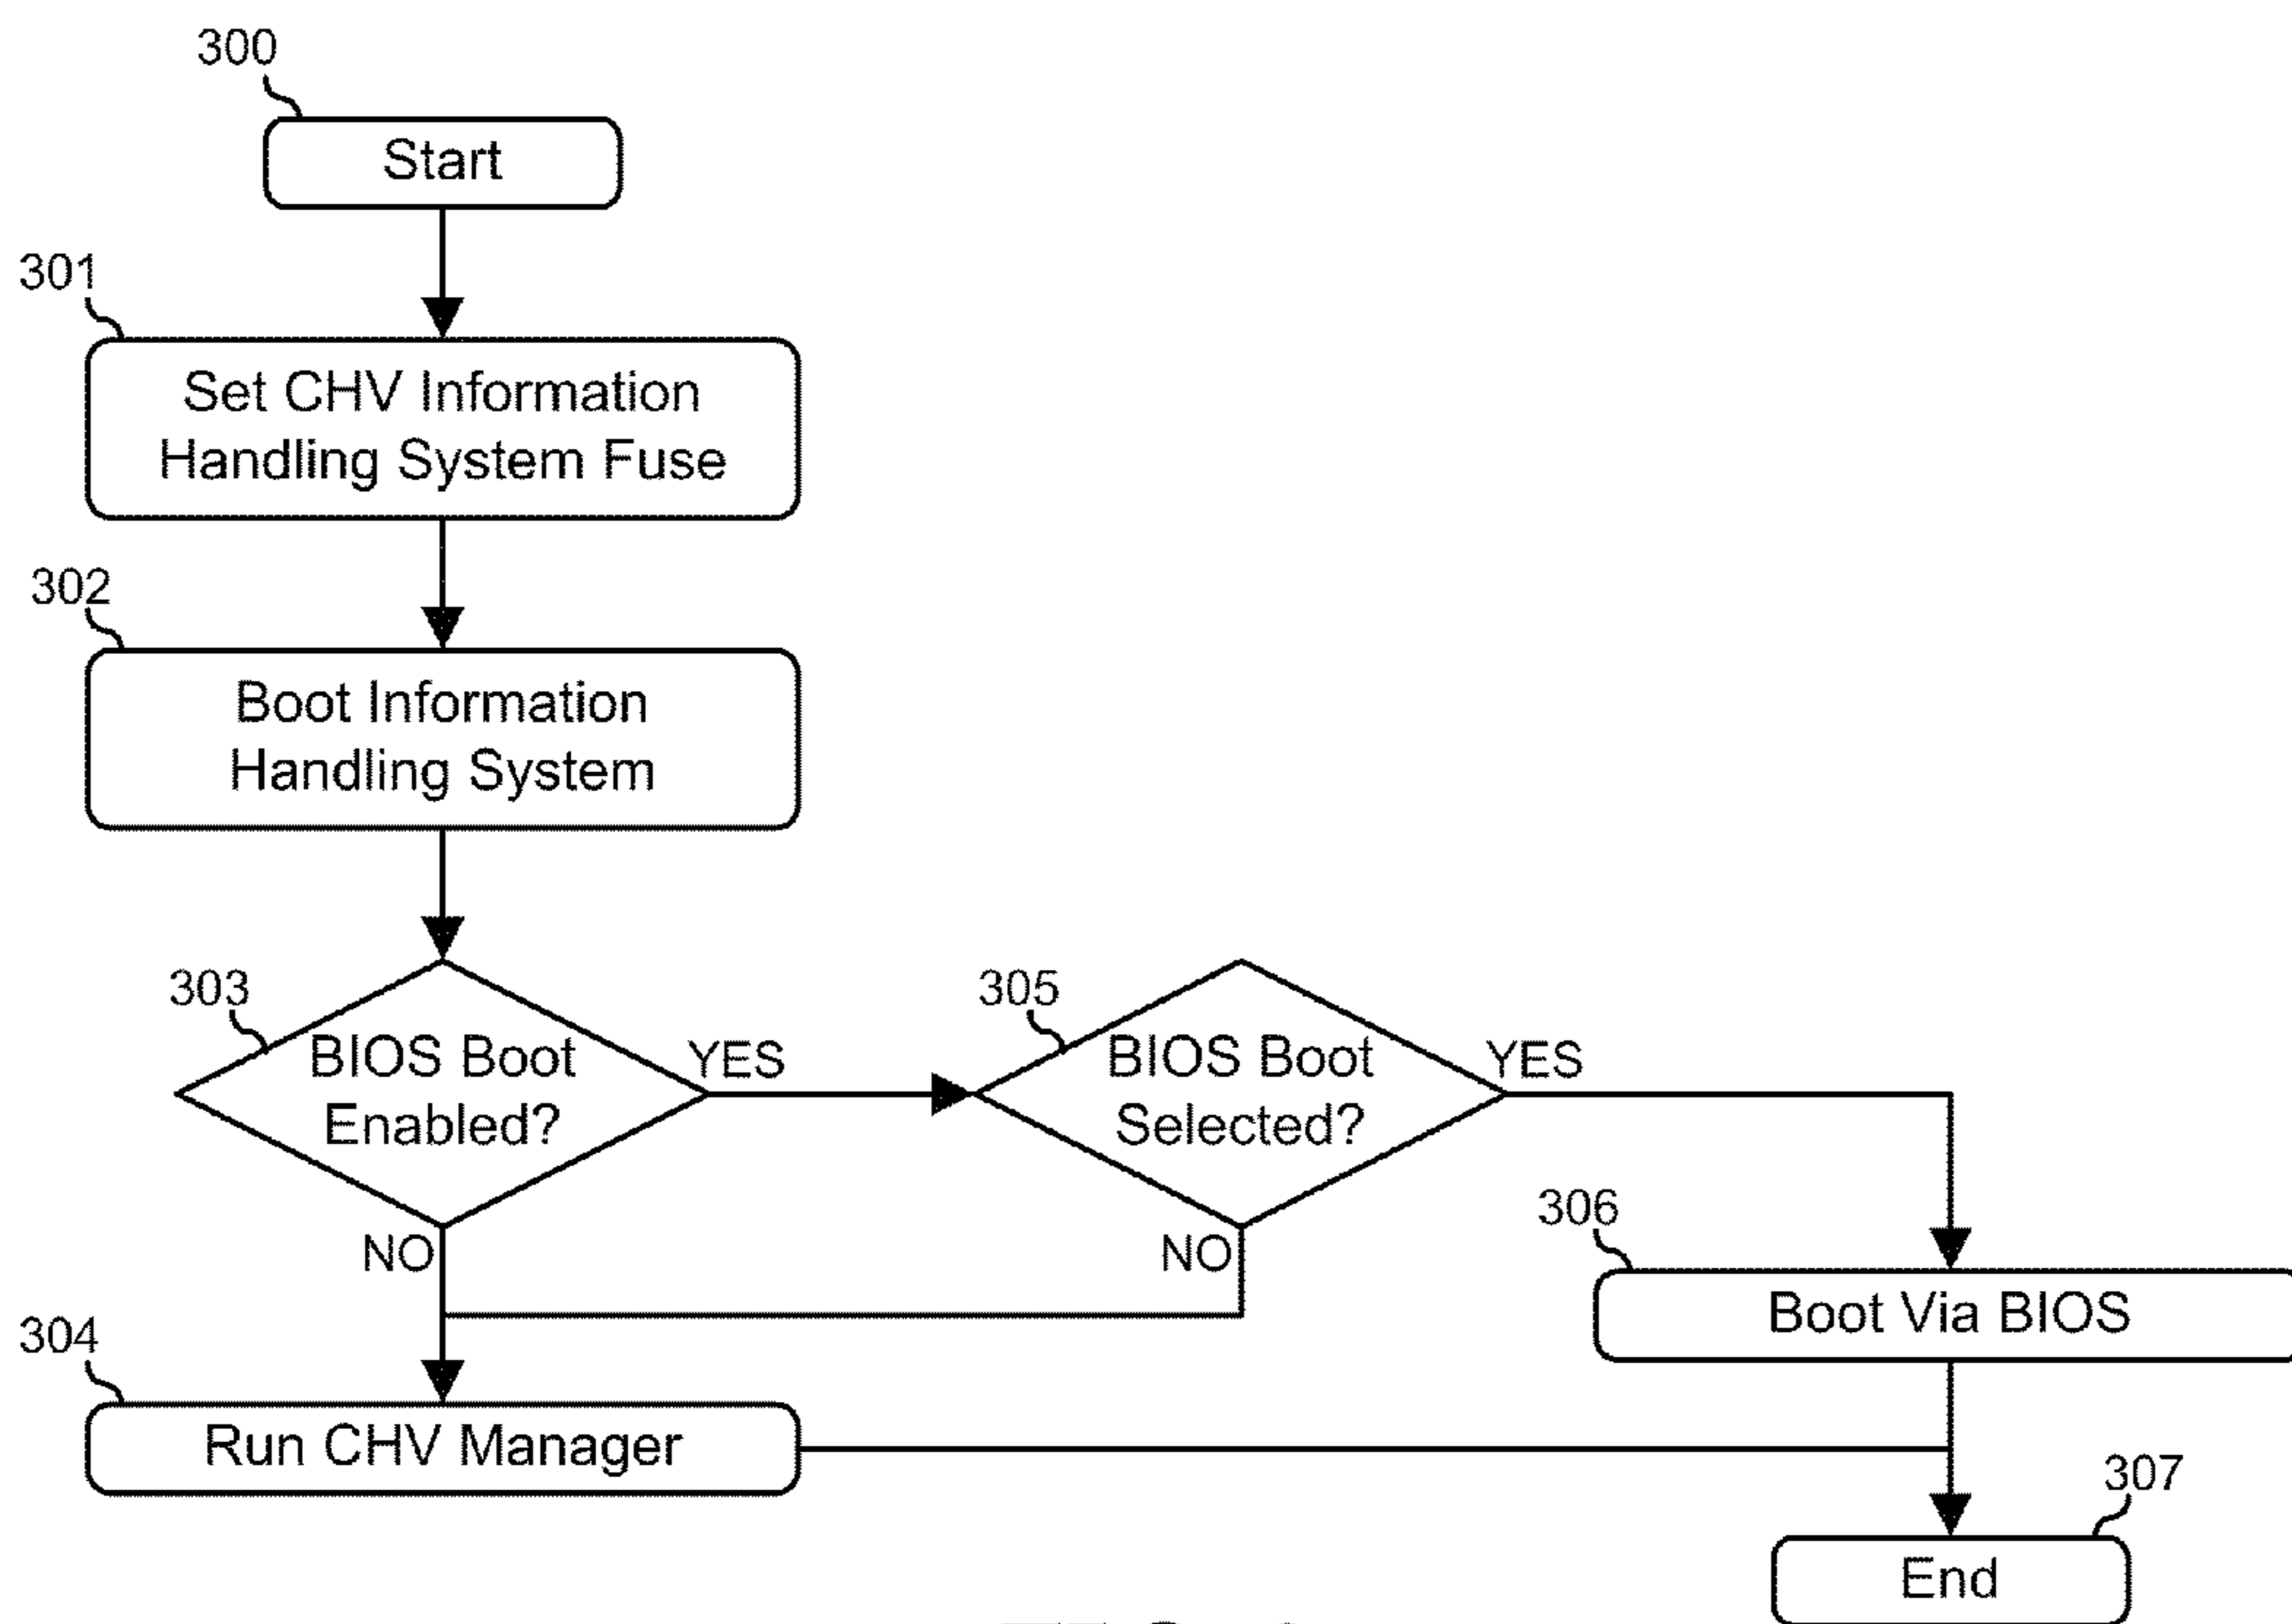 300
Start
301
Set CHV Information
Handling System Fuse
302
Boot Information
Handling System
303
BIOS Boot
Enabled?
YES
NO
305
BIOS Boot
Selected?
YES
NO
306
Boot Via BIOS
304
Run CHV Manager
307
End